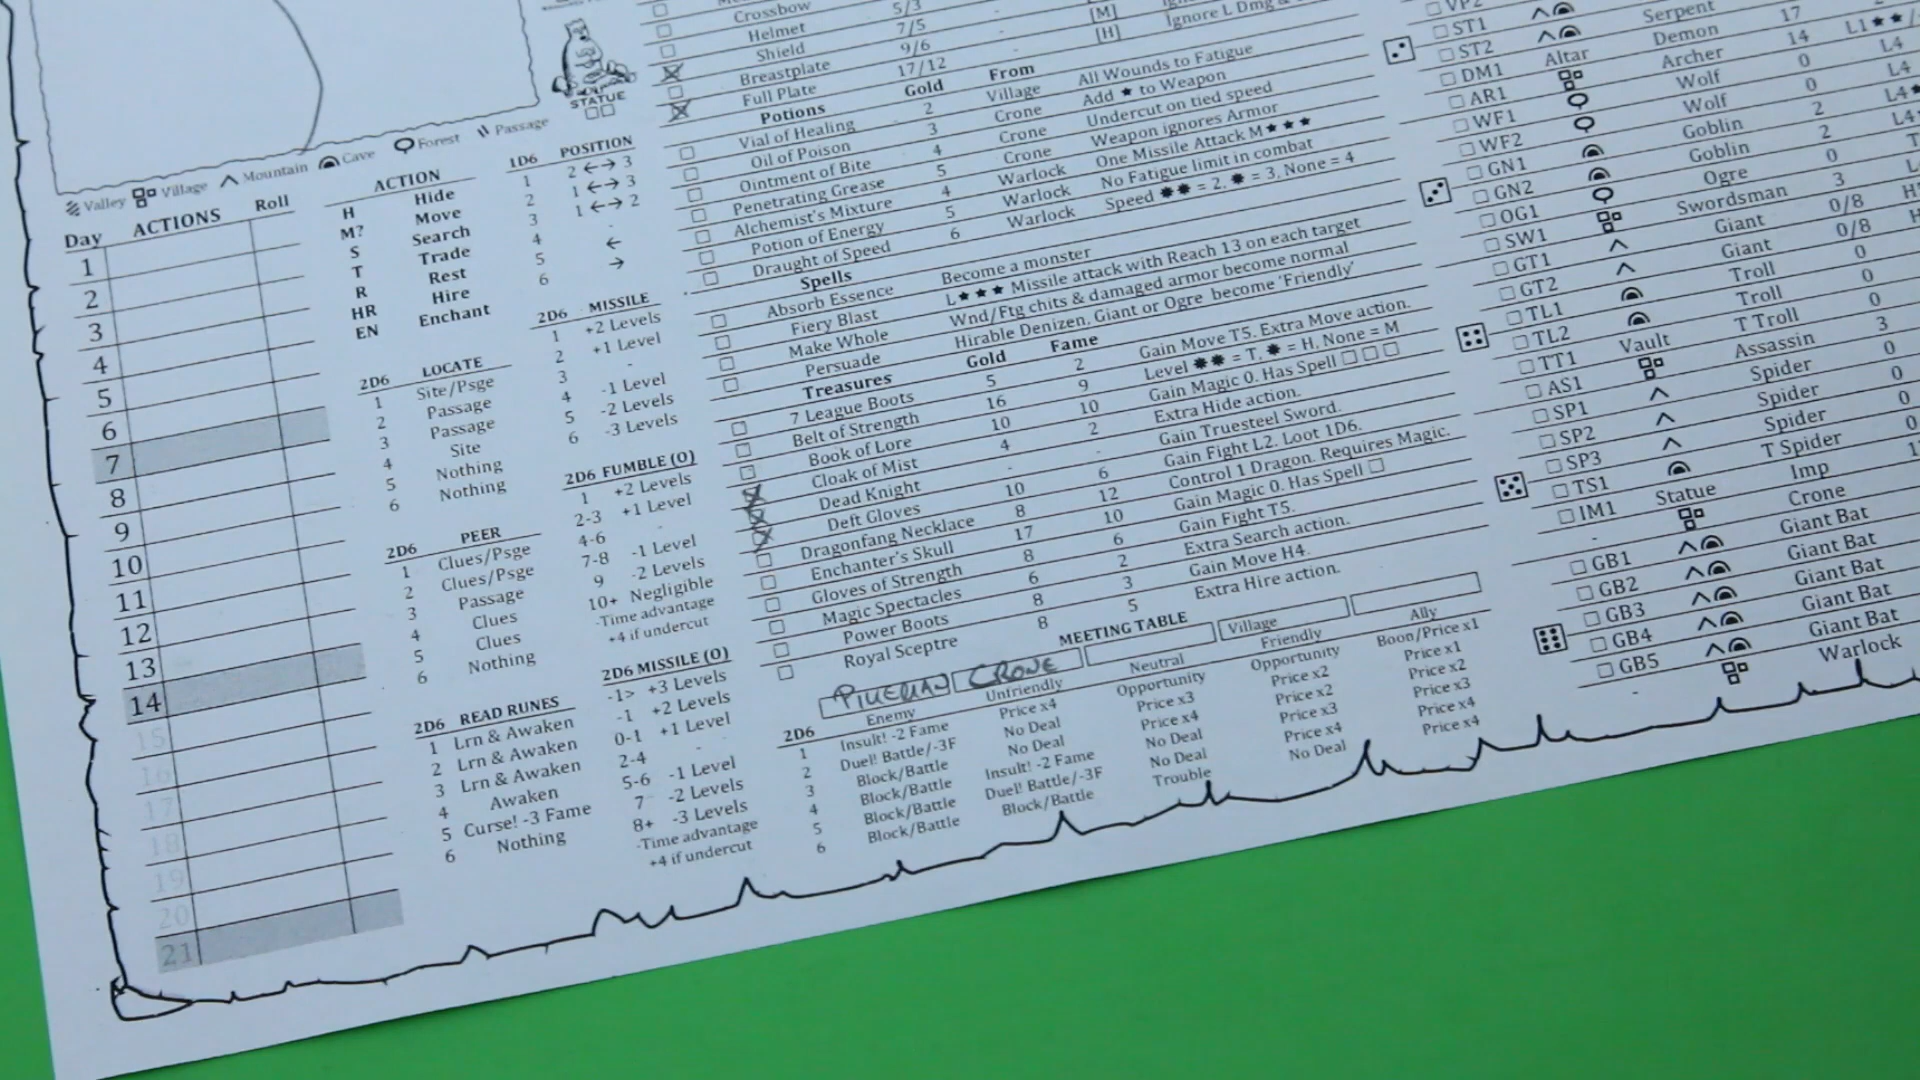 Crossbow 5/3
Helmet 7/5 [M]
Shield 9/6 [H] Ignore L Dmg &
Breastplate 17/12
Full Plate
STATUE
Potions Gold From
Vial of Healing 2 Village All Wounds to Fatigue
Oil of Poison 3 Crone Add ★ to Weapon
Ointment of Bite 4 Crone Undercut on tied speed
Penetrating Grease 5 Crone Weapon ignores Armor
Alchemist's Mixture 4 Warlock One Missile Attack M★★★
Potion of Energy 5 Warlock No Fatigue limit in combat
Draught of Speed 6 Warlock Speed ✹✹ = 2, ✹ = 3, None = 4
Spells
Absorb Essence Become a monster
Fiery Blast L★★★ Missile attack with Reach 13 on each target
Make Whole Wnd/Ftg chits & damaged armor become normal
Persuade Hirable Denizen, Giant or Ogre become 'Friendly'
Treasures Gold Fame
7 League Boots 5 2 Gain Move T5. Extra Move action.
Belt of Strength 16 9 Level ✹✹ = T, ✹ = H, None = M
Book of Lore 10 10 Gain Magic 0. Has Spell □ □ □
Cloak of Mist 4 2 Extra Hide action.
Dead Knight - - Gain Truesteel Sword.
Deft Gloves 10 6 Gain Fight L2. Loot 1D6.
Dragonfang Necklace 8 12 Control 1 Dragon. Requires Magic.
Enchanter's Skull 17 10 Gain Magic 0. Has Spell □
Gloves of Strength 8 6 Gain Fight T5.
Magic Spectacles 6 2 Extra Search action.
Power Boots 8 3 Gain Move H4.
Royal Sceptre 8 5 Extra Hire action.
MEETING TABLE
PIKEMAN CRONE Village
2D6 Enemy Unfriendly Neutral Friendly Ally
1 Insult! -2 Fame Price x4 Opportunity Opportunity Boon/Price x1
2 Duel! Battle/-3F No Deal Price x3 Price x2 Price x1
3 Block/Battle No Deal Price x4 Price x2 Price x2
4 Block/Battle Insult! -2 Fame No Deal Price x3 Price x3
5 Block/Battle Duel! Battle/-3F No Deal Price x4 Price x4
6 Block/Battle Block/Battle Trouble No Deal Price x4
Valley Village Mountain Cave Forest Passage
Day ACTIONS Roll
1
2
3
4
5
6
7
8
9
10
11
12
13
14
15
16
17
18
19
20
21
ACTION
H Hide
M? Move
S Search
T Trade
R Rest
HR Hire
EN Enchant
1D6 POSITION
1 2 ←→ 3
2 1 ←→ 3
3 1 ←→ 2
4 -
5 ←
6 →
2D6 LOCATE
1 Site/Psge
2 Passage
3 Passage
4 Site
5 Nothing
6 Nothing
2D6 MISSILE
1 +2 Levels
2 +1 Level
3 -
4 -1 Level
5 -2 Levels
6 -3 Levels
2D6 PEER
1 Clues/Psge
2 Clues/Psge
3 Passage
4 Clues
5 Clues
6 Nothing
2D6 FUMBLE (O)
1 +2 Levels
2-3 +1 Level
4-6
7-8 -1 Level
9 -2 Levels
10+ Negligible
-Time advantage
+4 if undercut
2D6 READ RUNES
1 Lrn & Awaken
2 Lrn & Awaken
3 Lrn & Awaken
4 Awaken
5 Curse! -3 Fame
6 Nothing
2D6 MISSILE (O)
-1> +3 Levels
-1 +2 Levels
0-1 +1 Level
2-4 -
5-6 -1 Level
7 -2 Levels
8+ -3 Levels
-Time advantage
+4 if undercut
VP2
ST1 Serpent
ST2 Altar Demon 17
DM1 Archer 14 L1★★/
AR1 Wolf 0 L4
WF1 Wolf 0 L4
WF2 Goblin 2 L4★
GN1 Goblin 2
GN2 Ogre 0
OG1 Swordsman 3
SW1 Giant 0/8
GT1 Giant 0/8
GT2 Troll 0
TL1 Troll 0
TL2 Vault T Troll 0
TT1 Assassin 3
AS1 Spider 0
SP1 Spider 0
SP2 Spider 0
SP3 T Spider
TS1 Statue Imp
IM1 Crone
- Giant Bat
GB1 Giant Bat
GB2 Giant Bat
GB3 Giant Bat
GB4 Giant Bat
GB5 Warlock
-